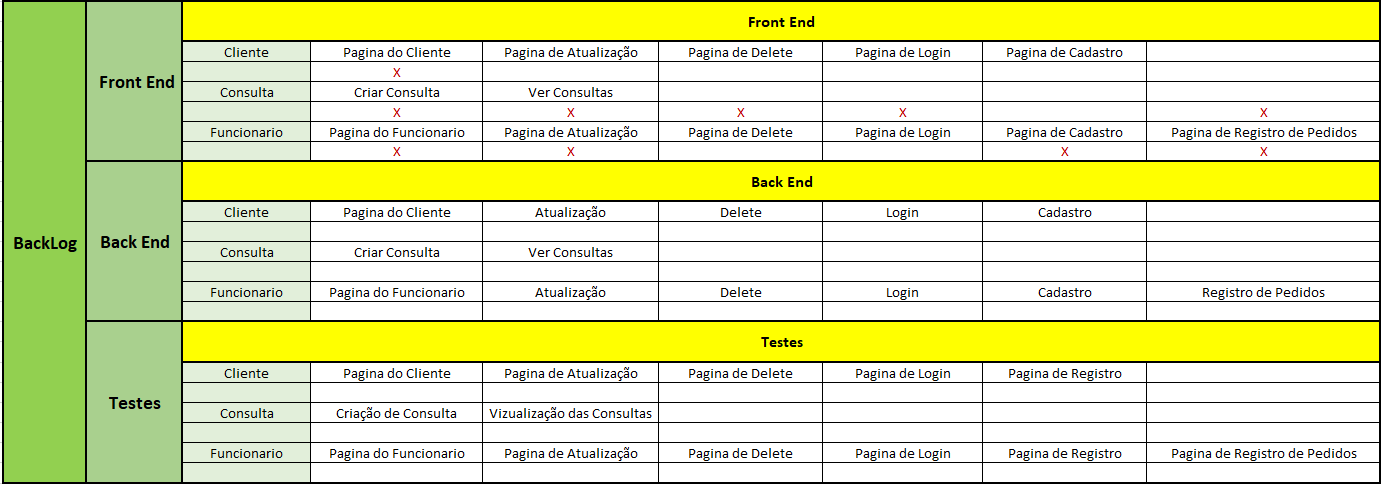 Front End
Cliente Pagina do Cliente Pagina de Atualização Pagina de Delete Pagina de Login Pagina de Cadastro
X
Front End
Consulta Criar Consulta Ver Consultas
X X X X X
Funcionario Pagina do Funcionario Pagina de Atualização Pagina de Delete Pagina de Login Pagina de Cadastro Pagina de Registro de Pedidos
X X X X
Back End
Cliente Pagina do Cliente Atualização Delete Login Cadastro
BackLog Back End
Consulta Criar Consulta Ver Consultas
Funcionario Pagina do Funcionario Atualização Delete Login Cadastro Registro de Pedidos
Testes
Cliente Pagina do Cliente Pagina de Atualização Pagina de Delete Pagina de Login Pagina de Registro
Testes
Consulta Criação de Consulta Vizualização das Consultas
Funcionario Pagina do Funcionario Pagina de Atualização Pagina de Delete Pagina de Login Pagina de Registro Pagina de Registro de Pedidos